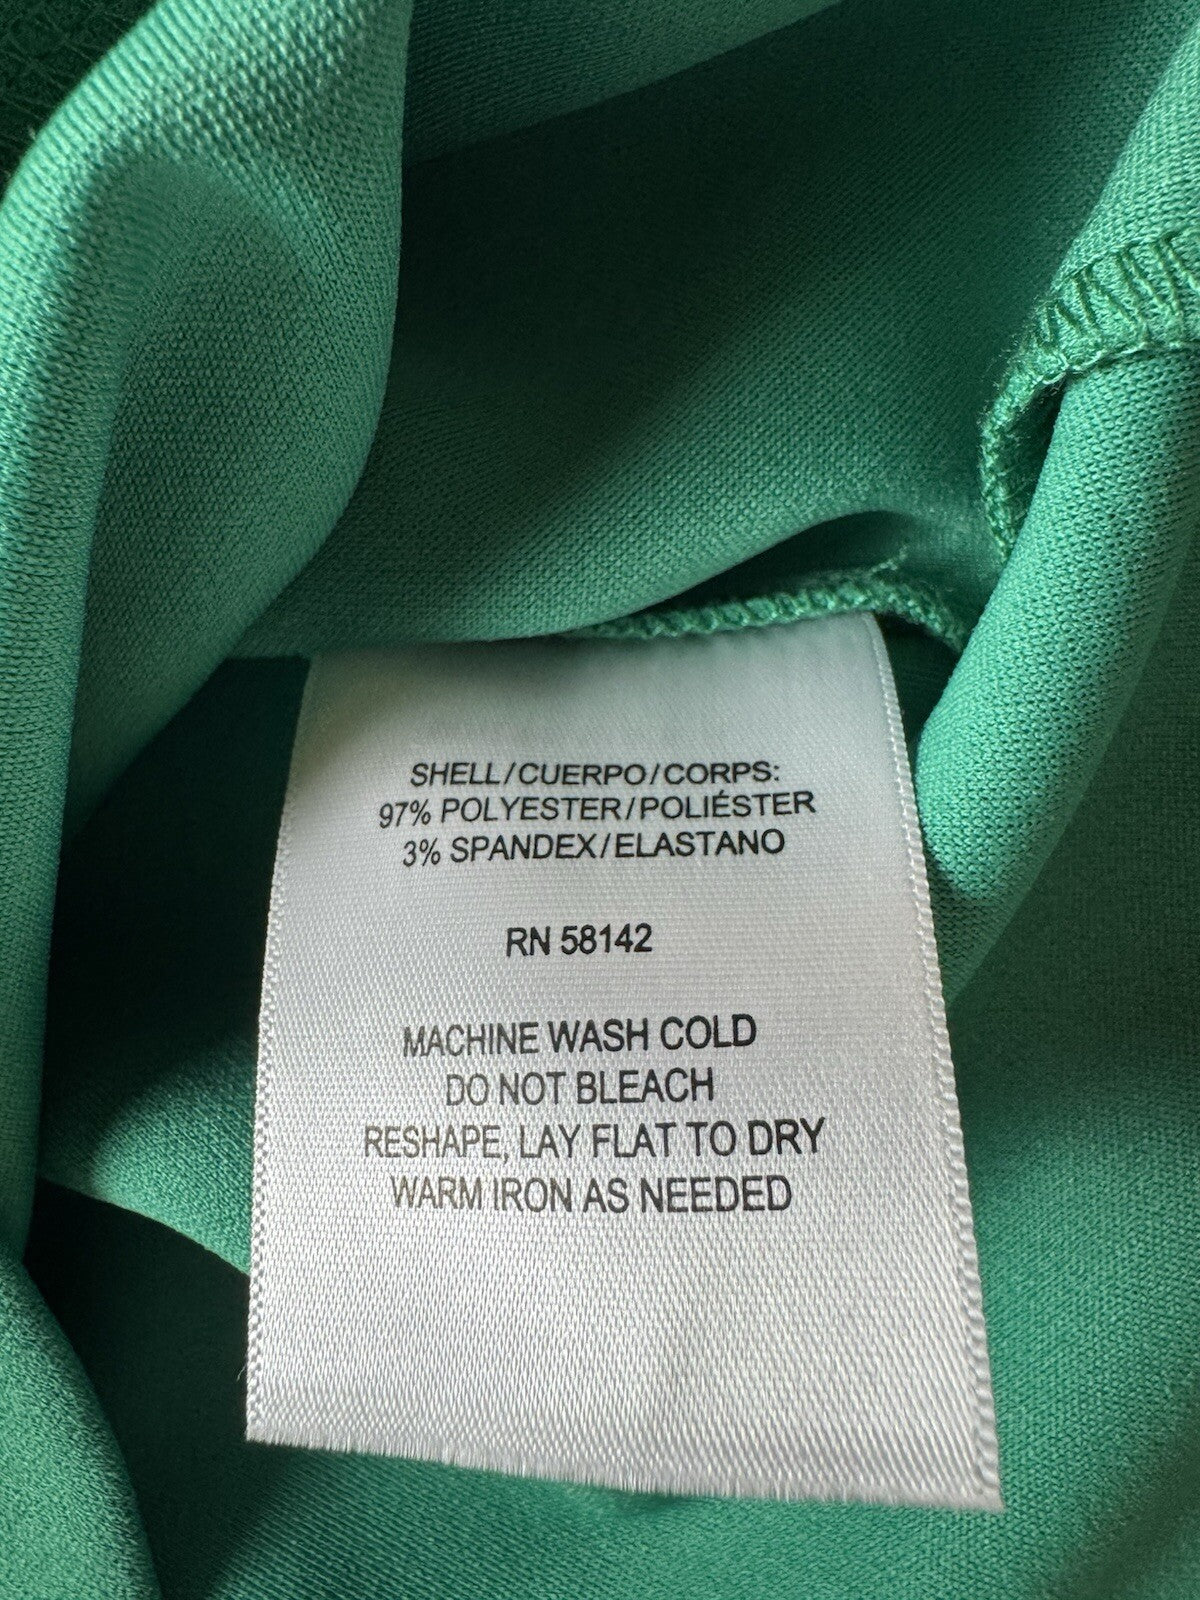 SHELL/CUERPO/CORPS:
97% POLYESTER/POLIÉSTER
3% SPANDEX/ELASTANO
RN 58142
MACHINE WASH COLD
DO NOT BLEACH
RESHAPE, LAY FLAT TO DRY
WARM IRON AS NEEDED